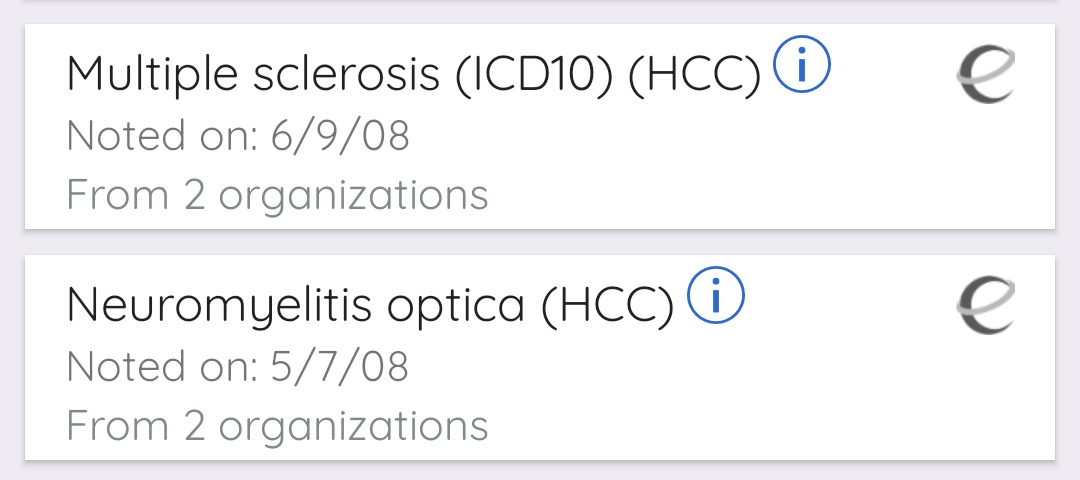 Multiple sclerosis (ICD10) (HCC)
Noted on: 6/9/08
From 2 organizations
Neuromyelitis optica (HCC)
Noted on: 5/7/08
From 2 organizations